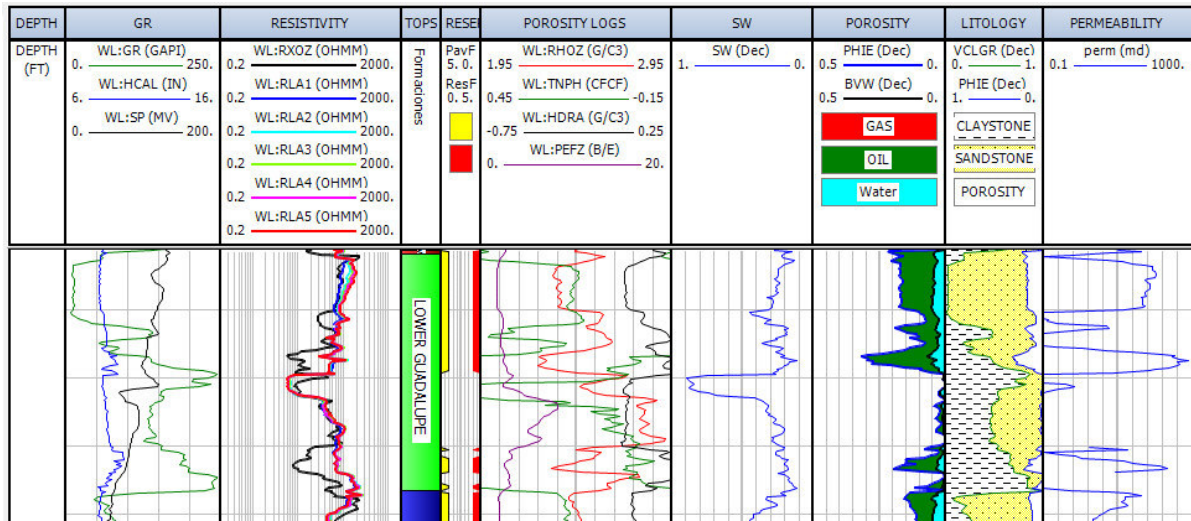 DEPTH GR RESISTIVITY TOPS RESE POROSITY LOGS SW POROSITY LITOLOGY PERMEABILITY
DEPTH
(FT)
WL:GR (GAPI)
0. 250.
WL:HCAL (IN)
6. 16.
WL:SP (MV)
0. 200.
WL:RXOZ (OHMM)
0.2 2000.
WL:RLA1 (OHMM)
0.2 2000.
WL:RLA2 (OHMM)
0.2 2000.
WL:RLA3 (OHMM)
0.2 2000.
WL:RLA4 (OHMM)
0.2 2000.
WL:RLA5 (OHMM)
0.2 2000.
Formaciones
PavF
5. 0.
ResF
0. 5.
WL:RHOZ (G/C3)
1.95 2.95
WL:TNPH (CFCF)
0.45 -0.15
WL:HDRA (G/C3)
-0.75 0.25
WL:PEFZ (B/E)
0. 20.
SW (Dec)
1. 0.
PHIE (Dec)
0.5 0.
BVW (Dec)
0.5 0.
GAS
OIL
Water
VCLGR (Dec)
0. 1.
PHIE (Dec)
1. 0.
CLAYSTONE
SANDSTONE
POROSITY
perm (md)
0.1 1000.
LOWER GUADALUPE